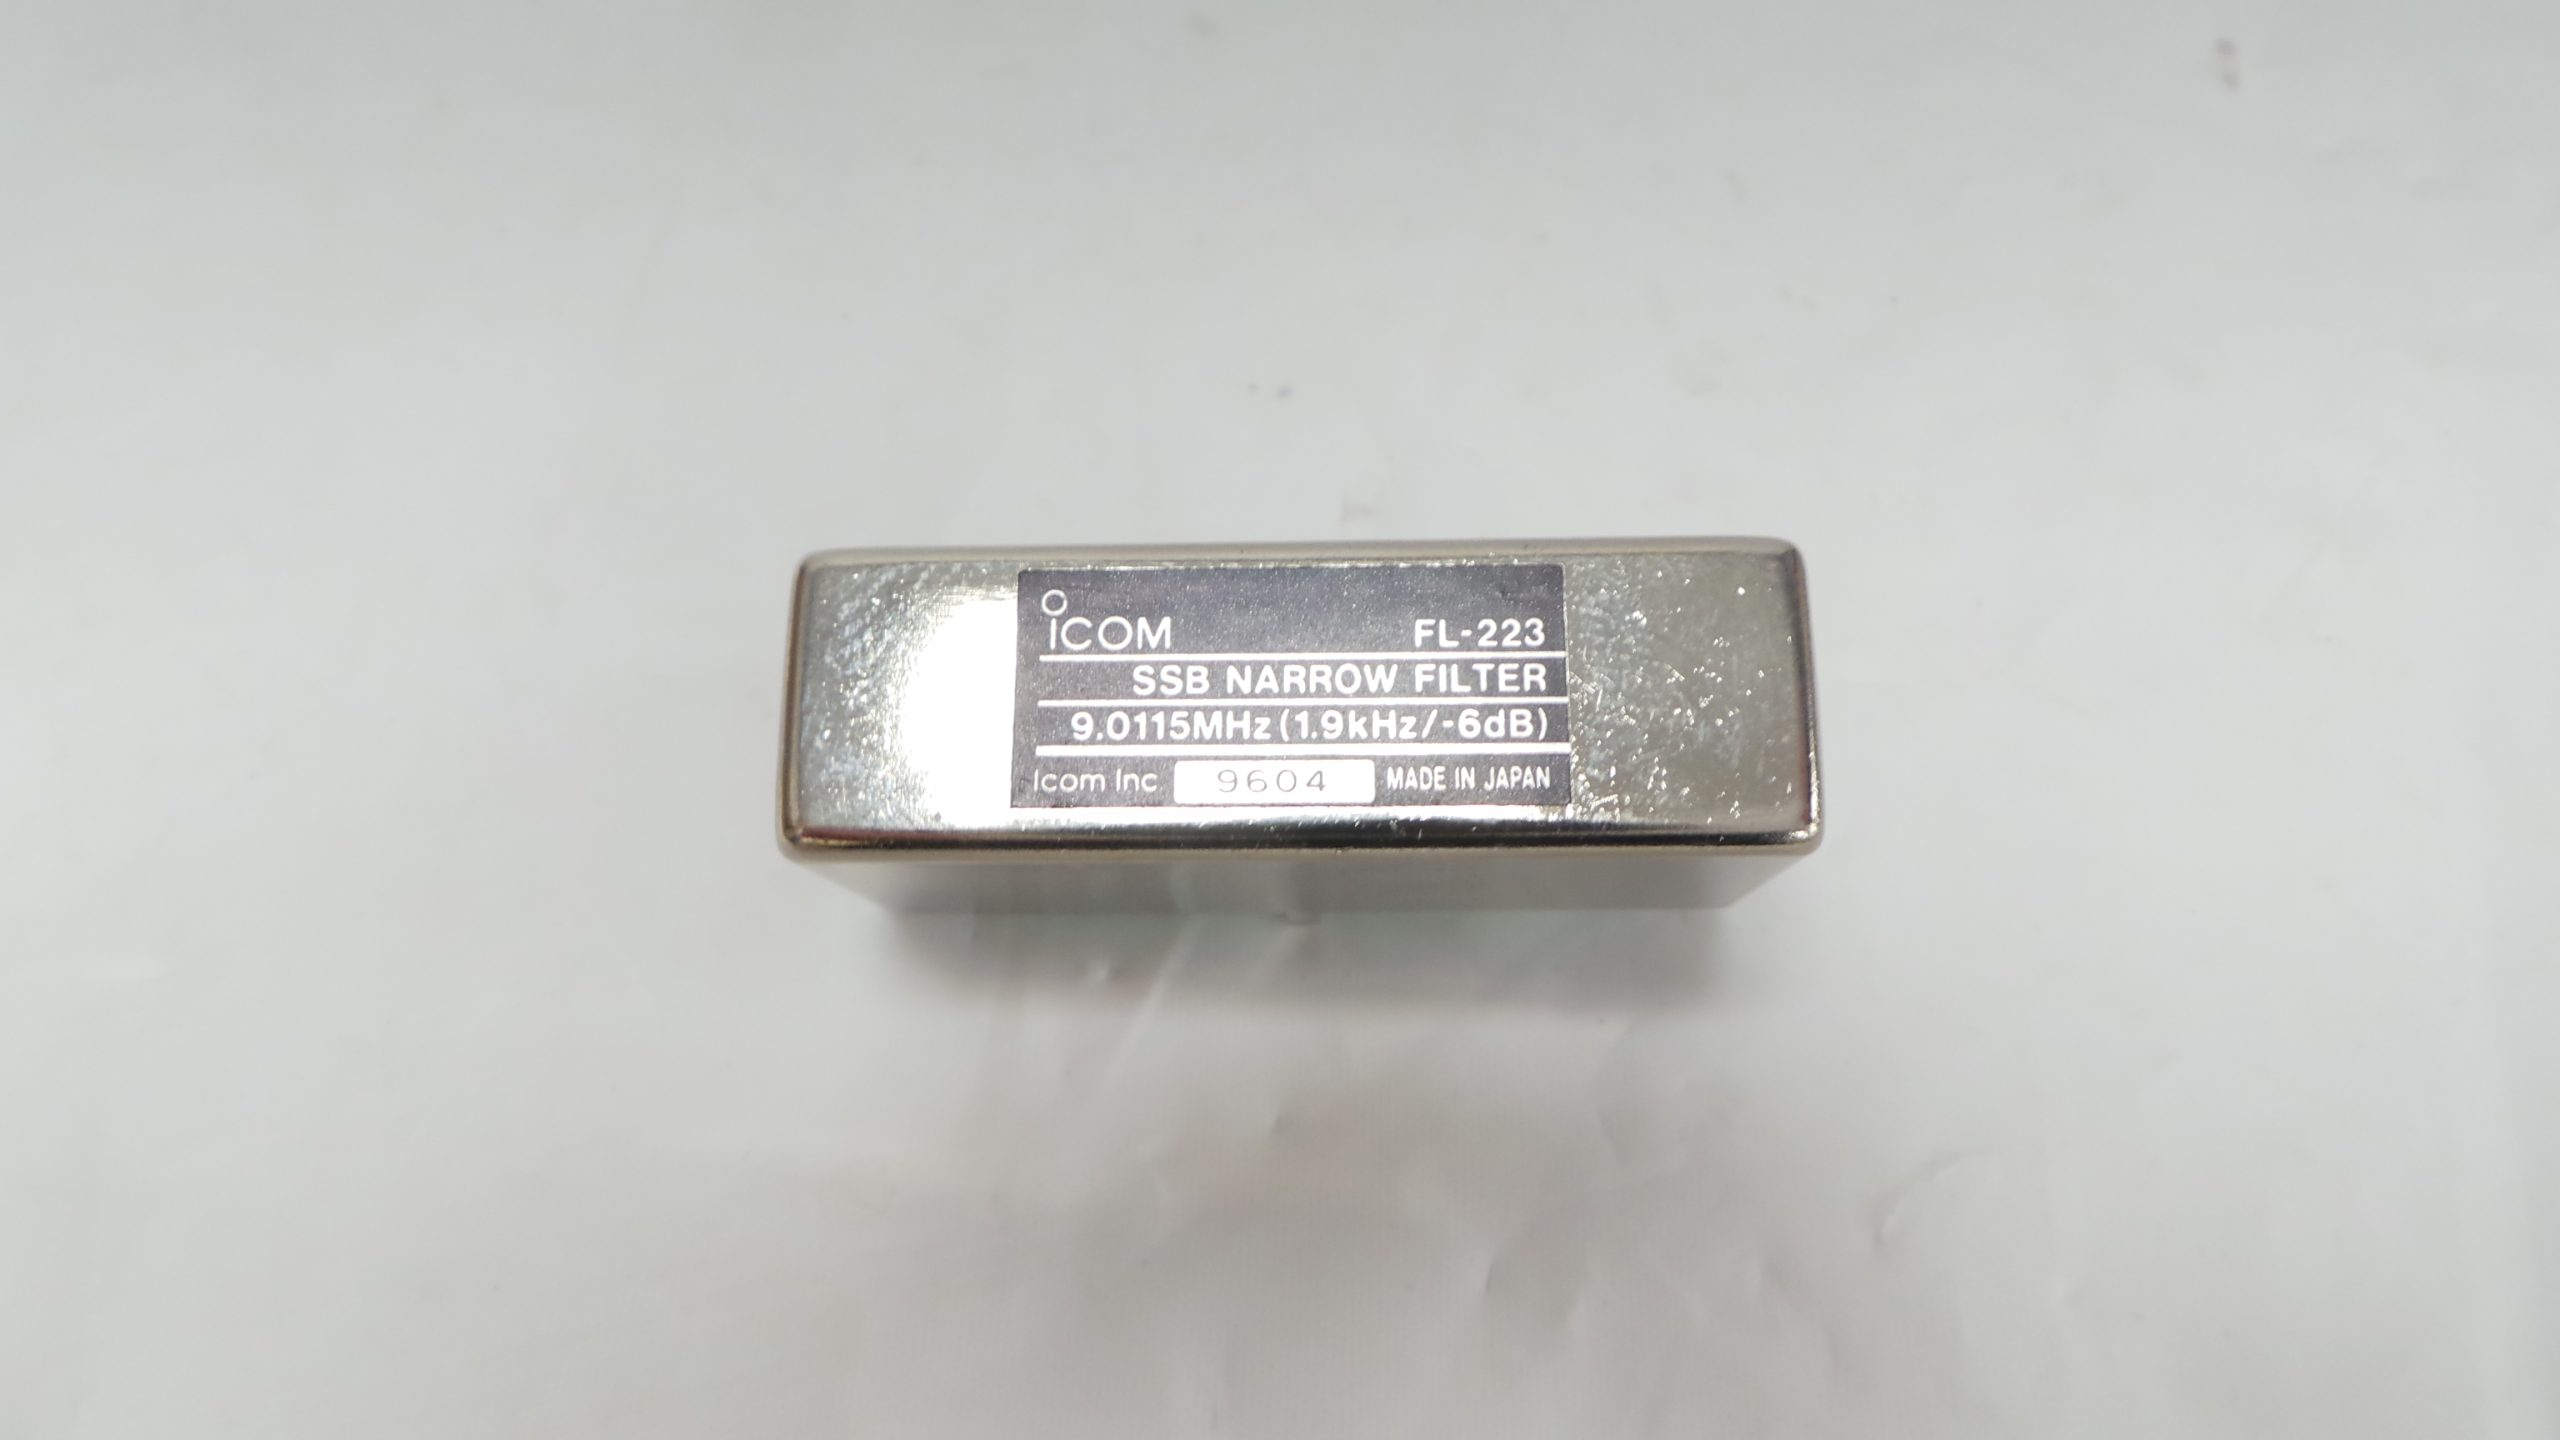 iCOM FL-223
SSB NARROW FILTER
9.0115MHz (1.9kHz/-6dB)
Icom Inc 9604 MADE IN JAPAN